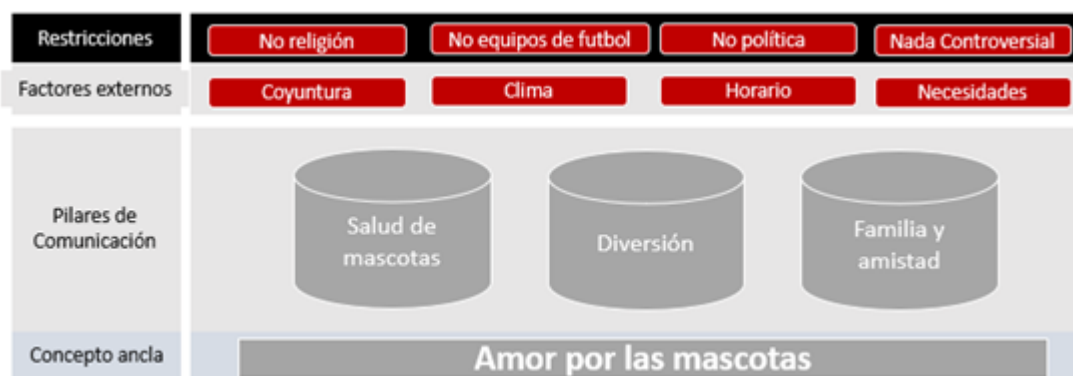 Restricciones
No religión
No equipos de futbol
No política
Nada Controversial
Factores externos
Coyuntura
Clima
Horario
Necesidades
Pilares de
Comunicación
Salud de
mascotas
Diversión
Familia y
amistad
Concepto ancla
Amor por las mascotas